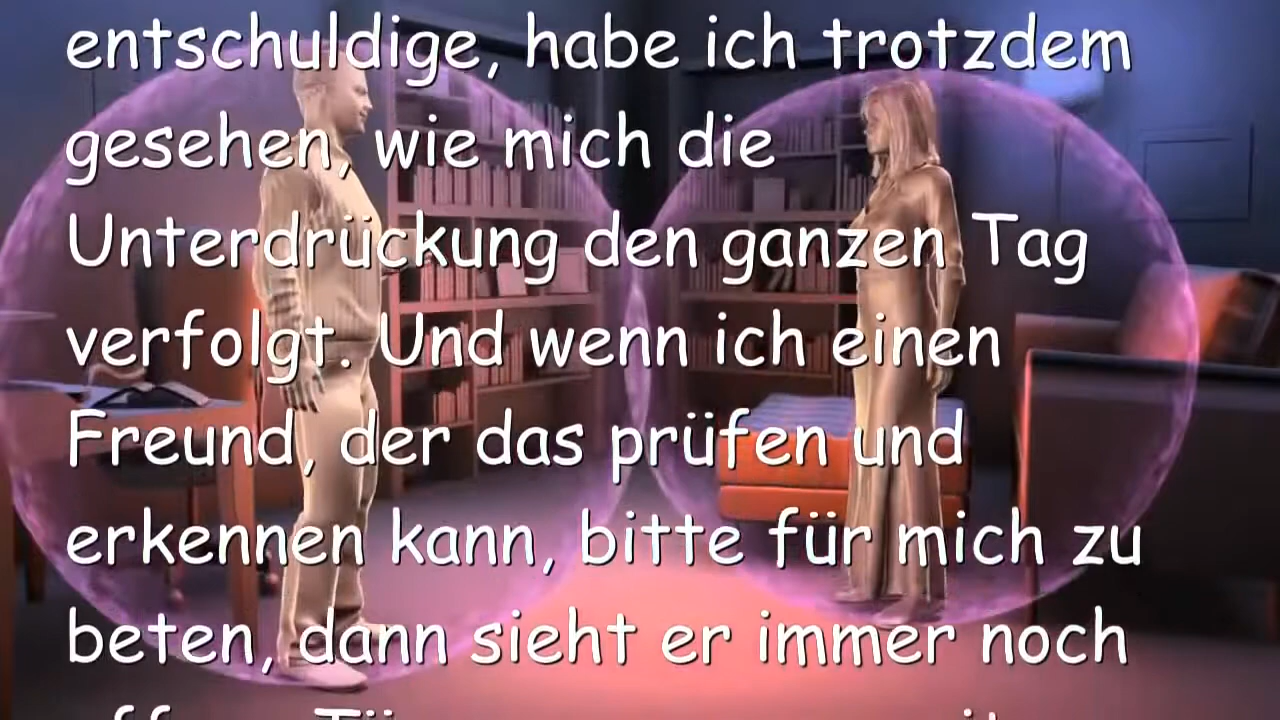 entschuldige, habe ich trotzdem
gesehen, wie mich die
Unterdrückung den ganzen Tag
verfolgt. Und wenn ich einen
Freund, der das prüfen und
erkennen kann, bitte für mich zu
beten, dann sieht er immer noch